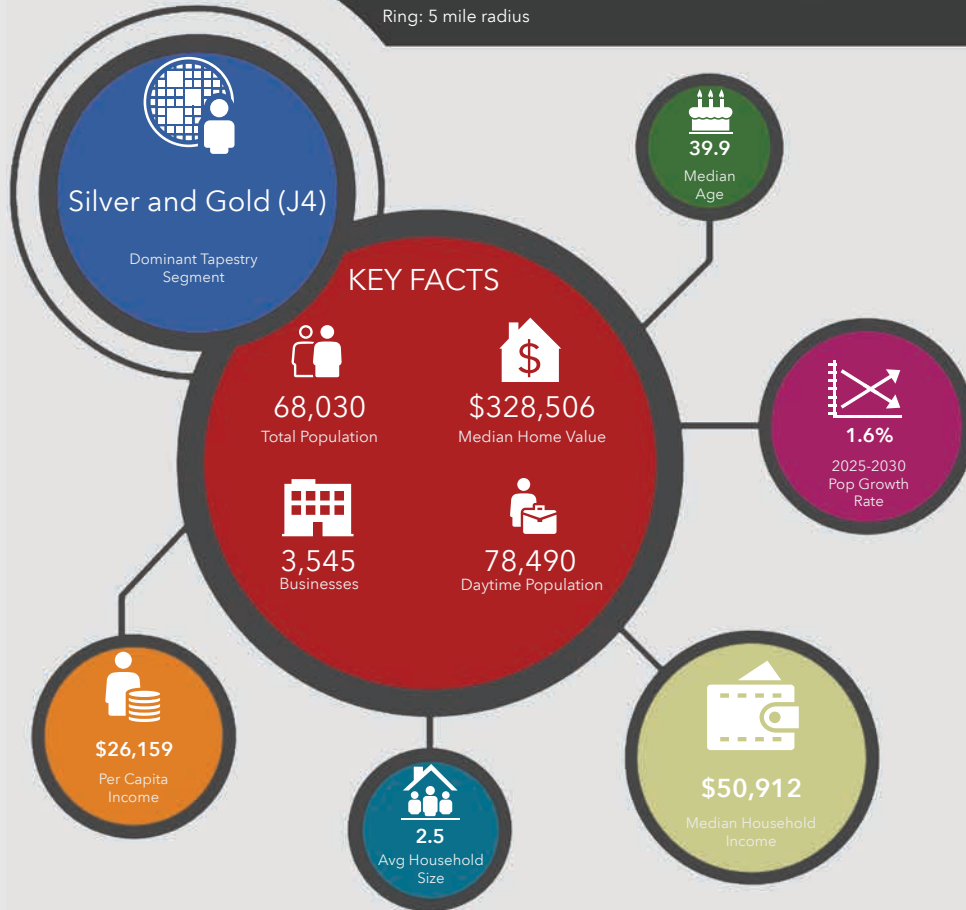 Ring: 5 mile radius
Silver and Gold (J4)
Dominant Tapestry
Segment
KEY FACTS
68,030
Total Population
$328,506
Median Home Value
3,545
Businesses
78,490
Daytime Population
39.9
Median
Age
1.6%
2025-2030
Pop Growth
Rate
$26,159
Per Capita
Income
2.5
Avg Household
Size
$50,912
Median Household
Income